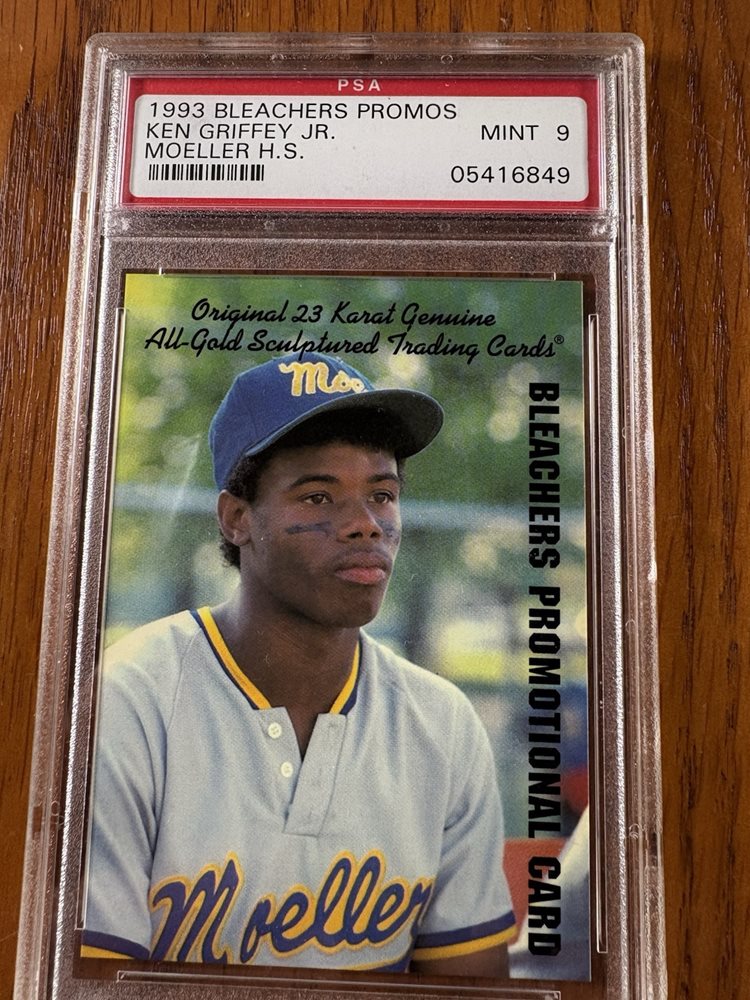 PSA
1993 BLEACHERS PROMOS
KEN GRIFFEY JR. MINT 9
MOELLER H.S.
05416849
Original 23 Karat Genuine
All-Gold Sculptured Trading Cards®
Moe
BLEACHERS PROMOTIONAL CARD
Moeller